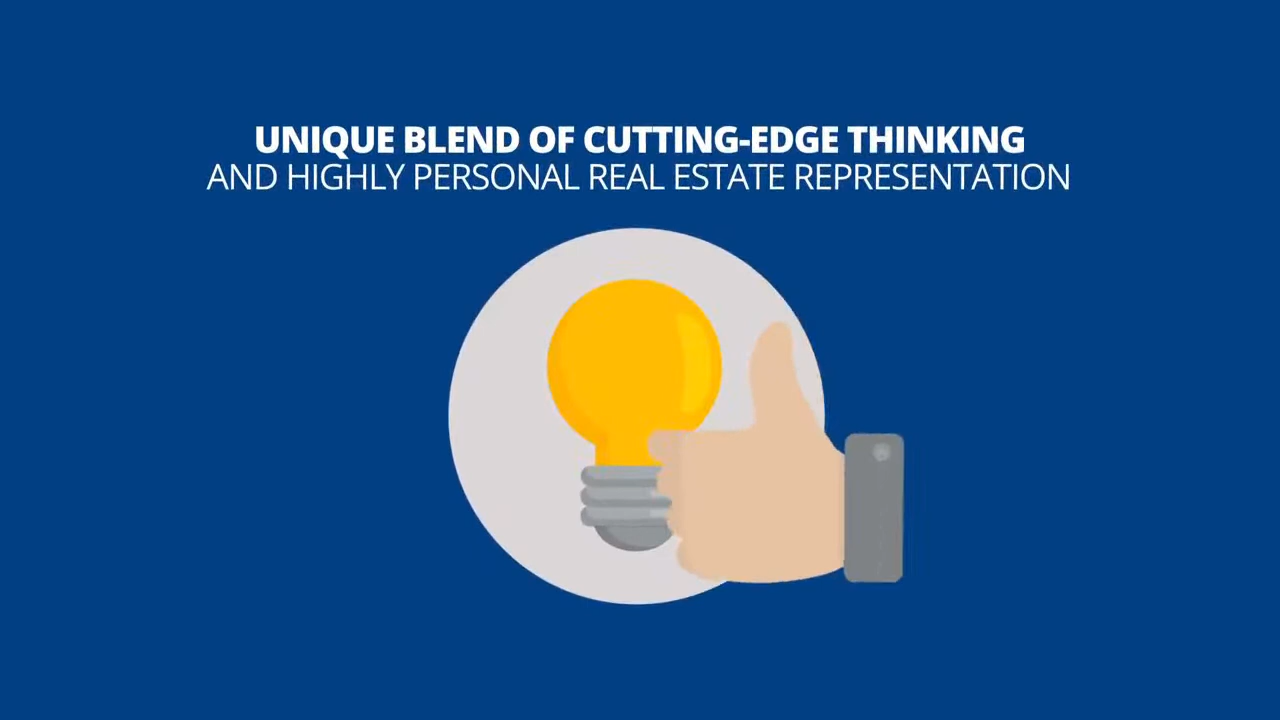 UNIQUE BLEND OF CUTTING-EDGE THINKING
AND HIGHLY PERSONAL REAL ESTATE REPRESENTATION